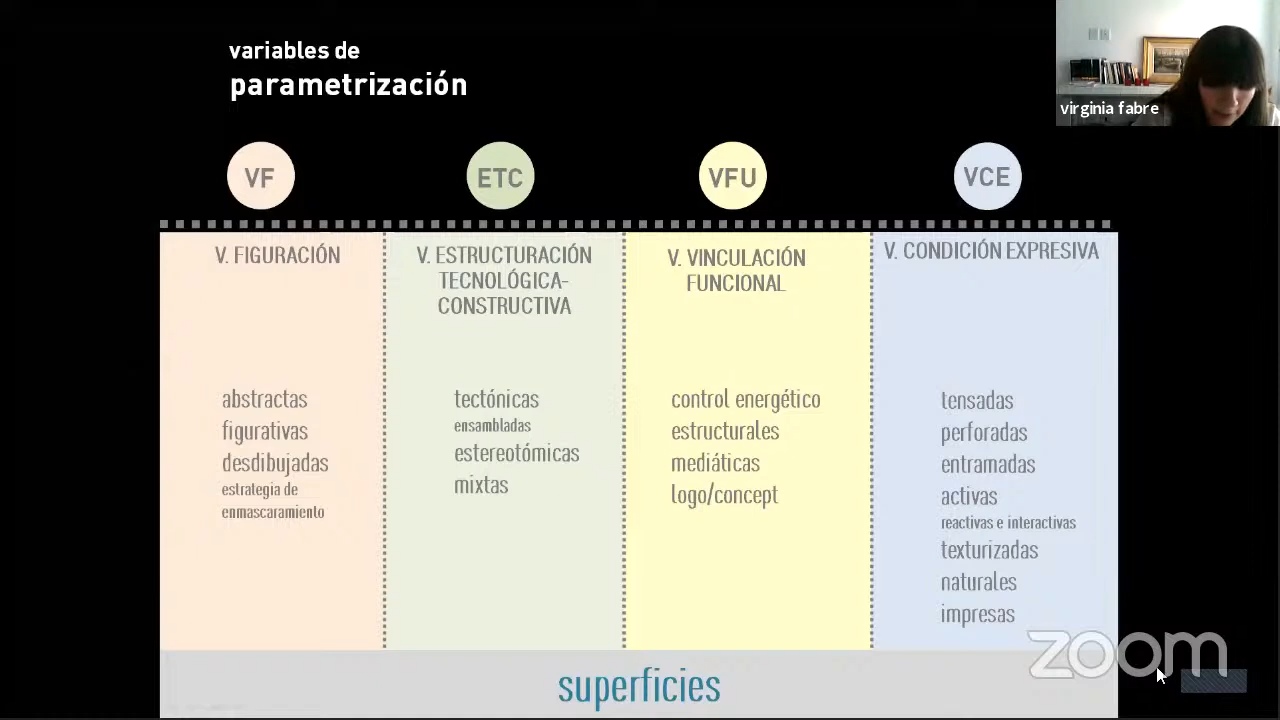 variables de
parametrización
virginia fabre
VF
ETC
VFU
VCE
V. FIGURACIÓN
abstractas
figurativas
desdibujadas
estrategia de
enmascaramiento
V. ESTRUCTURACIÓN
TECNOLÓGICA-
CONSTRUCTIVA
tectónicas
ensambladas
estereotómicas
mixtas
V. VINCULACIÓN
FUNCIONAL
control energético
estructurales
mediáticas
logo/concept
V. CONDICIÓN EXPRESIVA
tensadas
perforadas
entramadas
activas
reactivas e interactivas
texturizadas
naturales
impresas
superficies
zoom